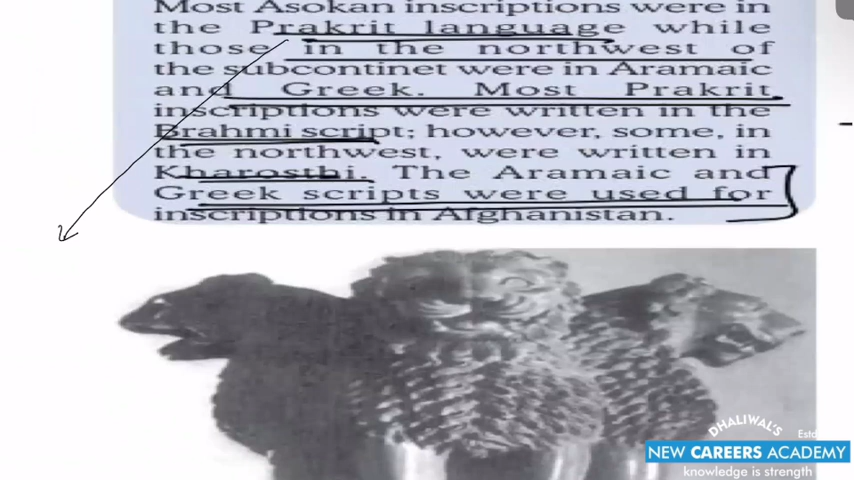 Most Asokan inscriptions were in
the Prakrit language while
those in the northwest of
the subcontinet were in Aramaic
and Greek. Most Prakrit
inscriptions were written in the
Brahmi script; however, some, in
the northwest, were written in
Kharosthi. The Aramaic and
Greek scripts were used for
inscriptions in Afghanistan.
DHALIWAL'S
Estd
NEW CAREERS ACADEMY
knowledge is strength